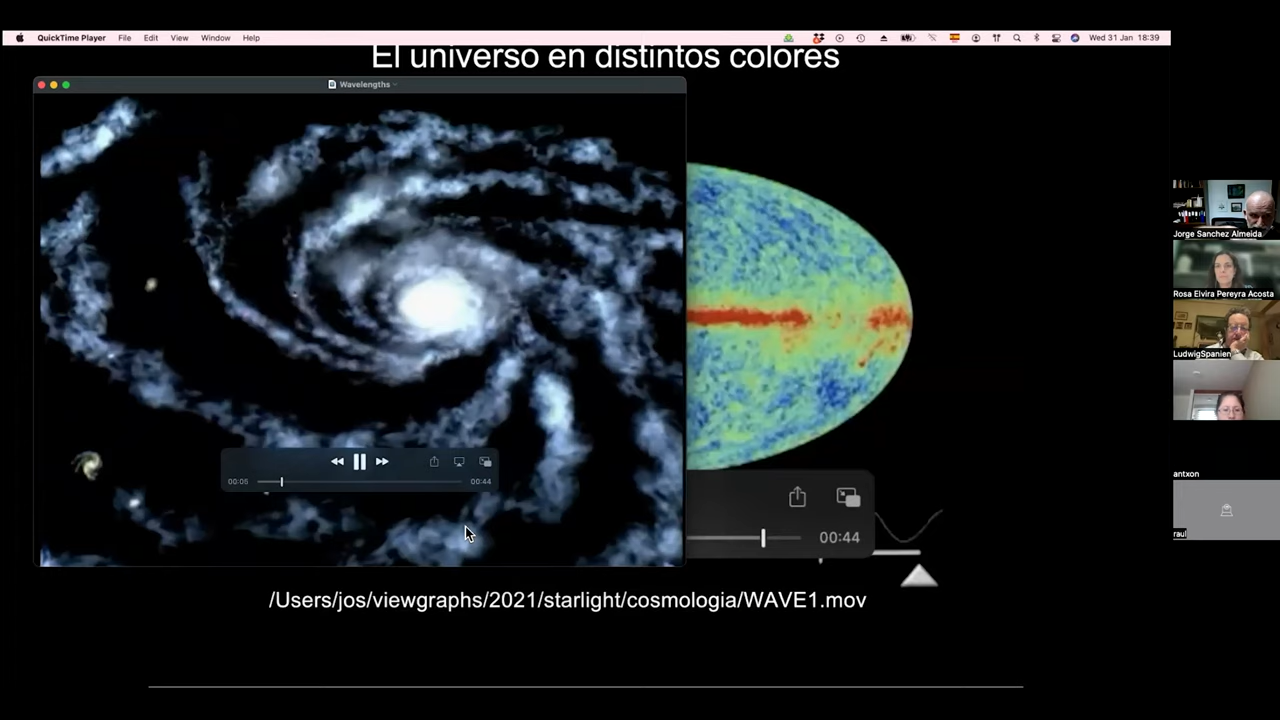 QuickTime Player File Edit View Window Help Wed 31 Jan 18:39
El universo en distintos colores
Wavelengths
Jorge Sanchez Almeida
Rosa Elvira Pereyra Acosta
LudwigSpanien
antxon
raul
00:05 00:44
00:44
/Users/jos/viewgraphs/2021/starlight/cosmologia/WAVE1.mov